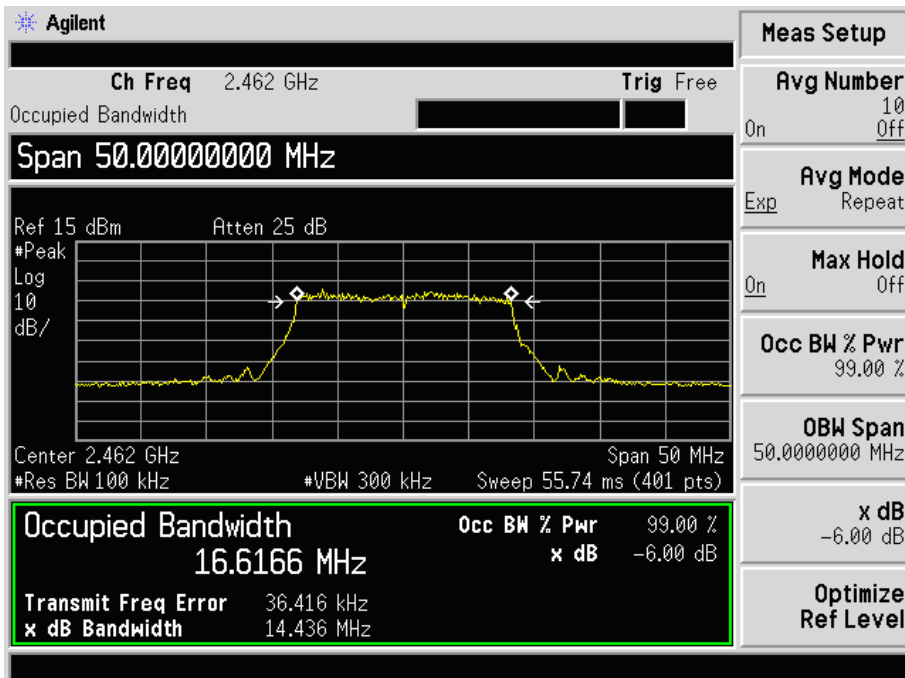 Agilent
Ch Freq 2.462 GHz Trig Free
Occupied Bandwidth
Span 50.00000000 MHz
Ref 15 dBm Atten 25 dB
#Peak
Log
10
dB/
Center 2.462 GHz Span 50 MHz
#Res BW 100 kHz #VBW 300 kHz Sweep 55.74 ms (401 pts)
Occupied Bandwidth Occ BW % Pwr 99.00 %
16.6166 MHz x dB -6.00 dB
Transmit Freq Error 36.416 kHz
x dB Bandwidth 14.436 MHz
Meas Setup
Avg Number
10
On Off
Avg Mode
Exp Repeat
Max Hold
On Off
Occ BW % Pwr
99.00 %
OBW Span
50.0000000 MHz
x dB
-6.00 dB
Optimize
Ref Level